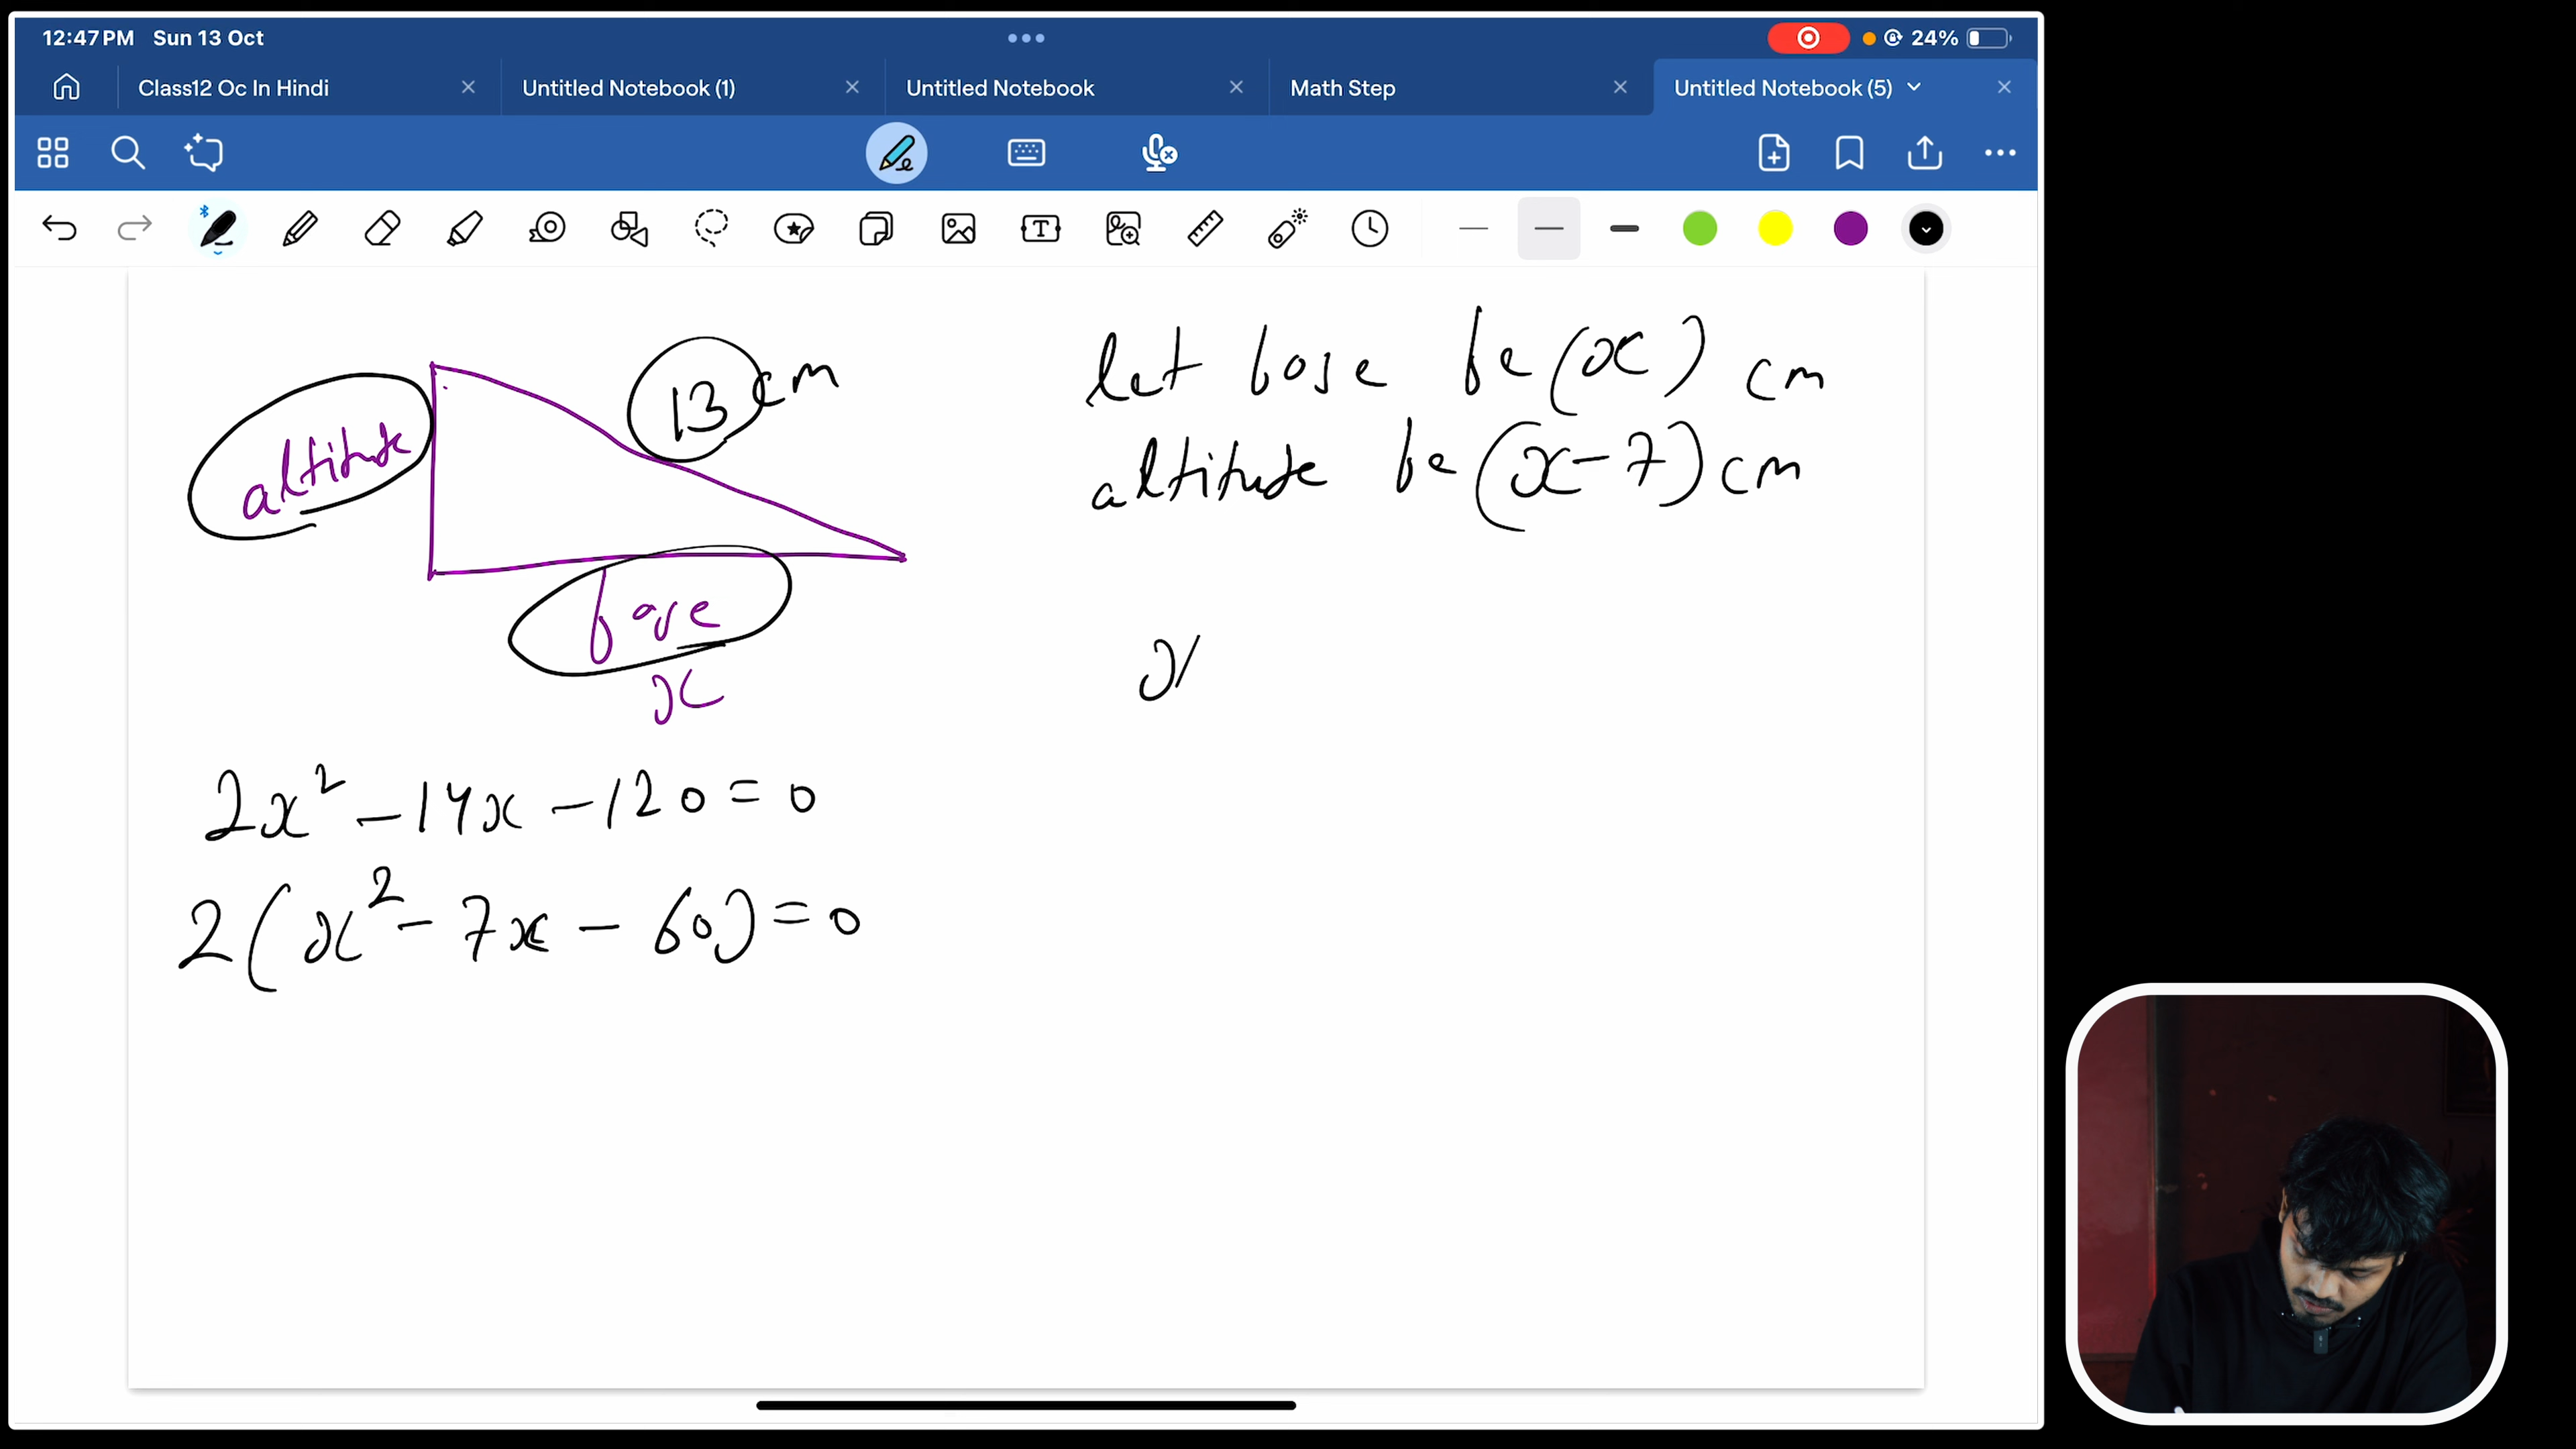 12:47 PM Sun 13 Oct
24%
Class12 Oc In Hindi
Untitled Notebook (1)
Untitled Notebook
Math Step
Untitled Notebook (5)
13 cm
altitude
base
x
let base be (x) cm
altitude be (x-7) cm
x
2x² - 14x - 120 = 0
2(x² - 7x - 60) = 0